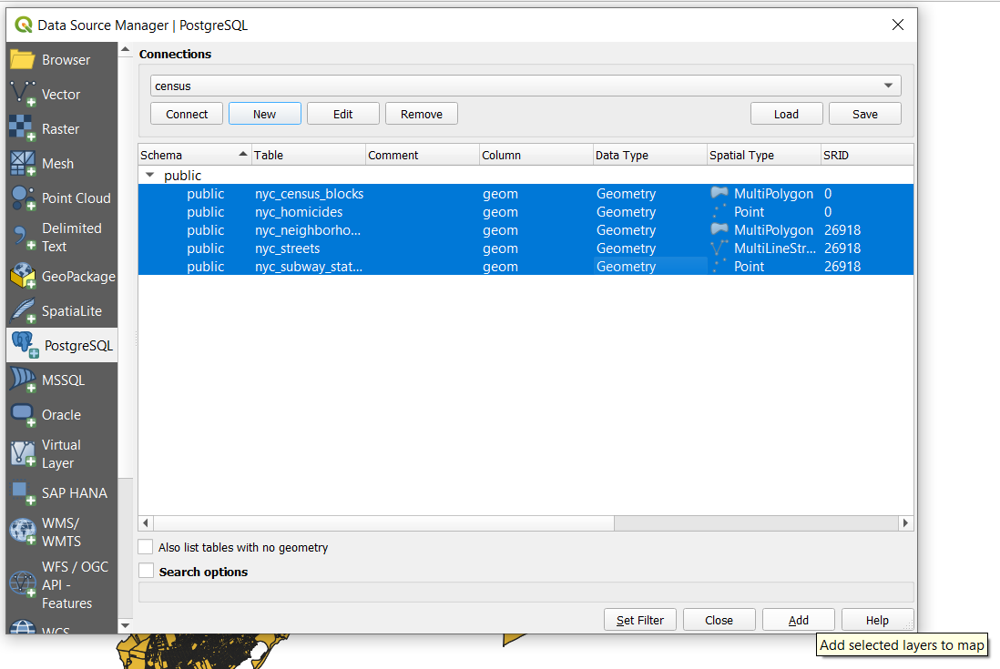 Data Source Manager | PostgreSQL
Browser
Vector
Raster
Mesh
Point Cloud
Delimited
Text
GeoPackage
SpatiaLite
PostgreSQL
MSSQL
Oracle
Virtual
Layer
SAP HANA
WMS/
WMTS
WFS / OGC
API -
Features
WCS
Connections
census
Connect New Edit Remove Load Save
Schema Table Comment Column Data Type Spatial Type SRID
public
public nyc_census_blocks geom Geometry MultiPolygon 0
public nyc_homicides geom Geometry Point 0
public nyc_neighborho... geom Geometry MultiPolygon 26918
public nyc_streets geom Geometry MultiLineStr... 26918
public nyc_subway_stat... geom Geometry Point 26918
Also list tables with no geometry
Search options
Set Filter Close Add Help
Add selected layers to map